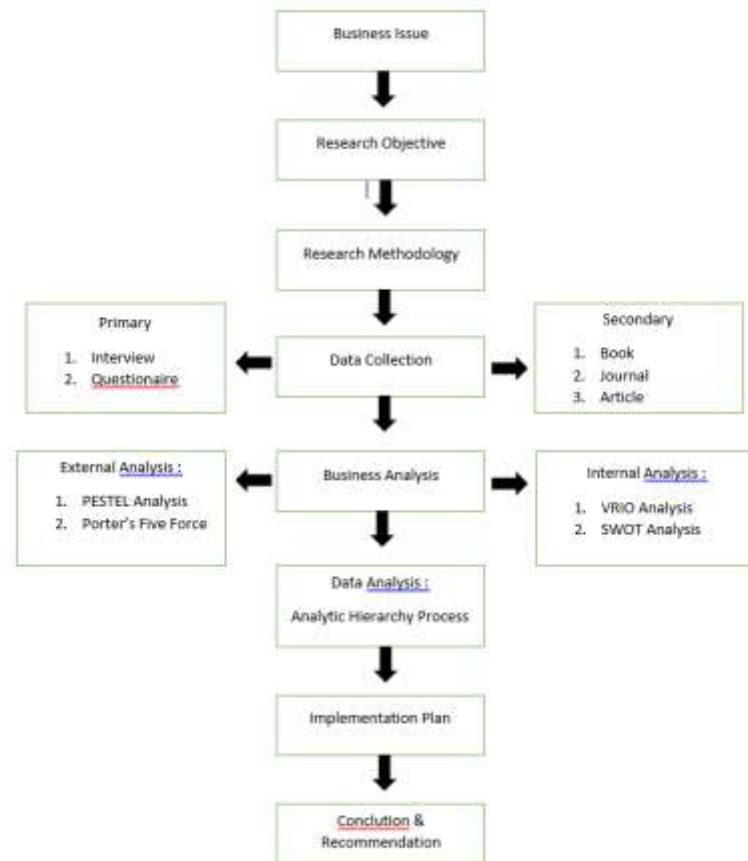 Business Issue
Research Objective
Research Methodology
Primary
1. Interview
2. Questionaire
Data Collection
Secondary
1. Book
2. Journal
3. Article
External Analysis :
1. PESTEL Analysis
2. Porter's Five Force
Business Analysis
Internal Analysis :
1. VRIO Analysis
2. SWOT Analysis
Data Analysis :
Analytic Hierarchy Process
Implementation Plan
Conclution &
Recommendation